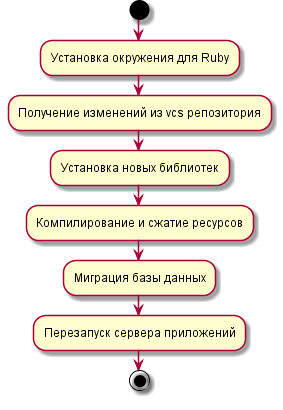 Установка окружения для Ruby
Получение изменений из vcs репозитория
Установка новых библиотек
Компилирование и сжатие ресурсов
Миграция базы данных
Перезапуск сервера приложений